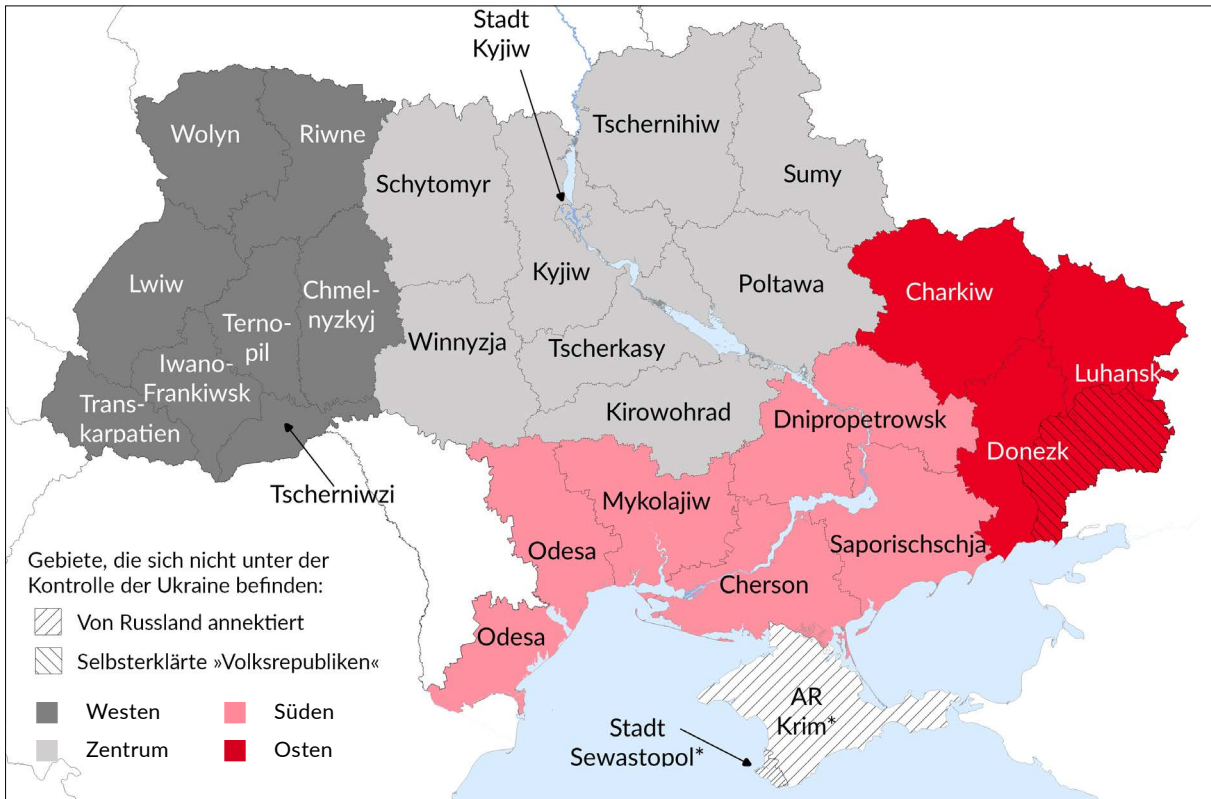 Stadt
Kyjiw
Wolyn
Riwne
Tschernihiw
Sumy
Schytomyr
Lwiw
Chmel-
nyzkyj
Kyjiw
Poltawa
Charkiw
Terno-
pil
Winnyzja
Tscherkasy
Iwano-
Frankiwsk
Luhansk
Trans-
karpatien
Kirowohrad
Dnipropetrowsk
Donezk
Tscherniwzi
Mykolajiw
Odesa
Saporischschja
Cherson
Odesa
AR
Krim*
Stadt
Sewastopol*
Gebiete, die sich nicht unter der
Kontrolle der Ukraine befinden:
Von Russland annektiert
Selbsterklärte »Volksrepubliken«
Westen
Süden
Zentrum
Osten